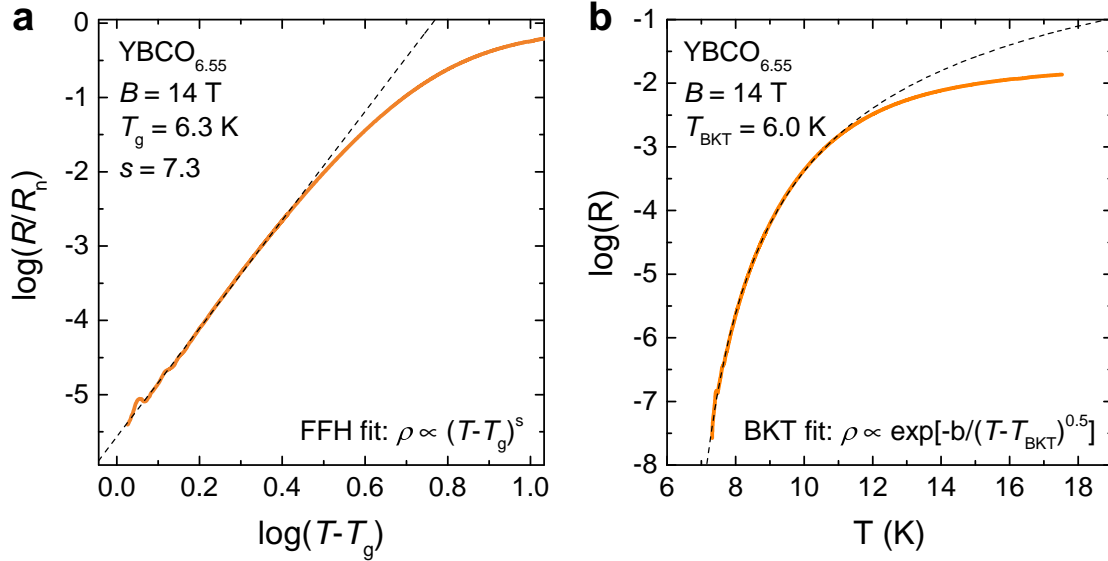 a
YBCO6.55
B = 14 T
Tg = 6.3 K
s = 7.3
FFH fit: ρ ∝ (T-Tg)^s
log(R/Rn)
0
-1
-2
-3
-4
-5
0.0 0.2 0.4 0.6 0.8 1.0
log(T-Tg)
b
YBCO6.55
B = 14 T
TBKT = 6.0 K
BKT fit: ρ ∝ exp[-b/(T-TBKT)^0.5]
log(R)
-1
-2
-3
-4
-5
-6
-7
-8
6 8 10 12 14 16 18
T (K)